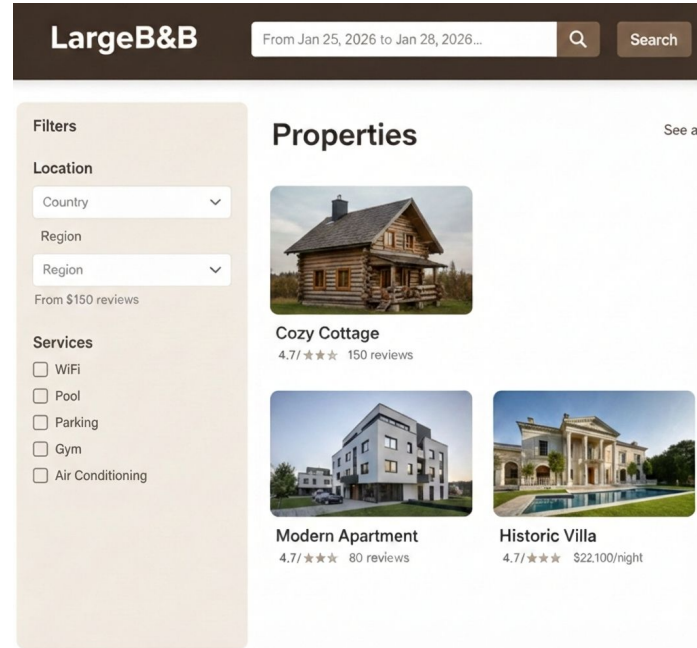 LargeB&B
From Jan 25, 2026 to Jan 28, 2026...
Search
Filters
Location
Country
Region
Region
From $150 reviews
Services
WiFi
Pool
Parking
Gym
Air Conditioning
Properties
See a
Cozy Cottage
4.7/★★★ 150 reviews
Modern Apartment
4.7/★★★ 80 reviews
Historic Villa
4.7/★★★ $22,100/night